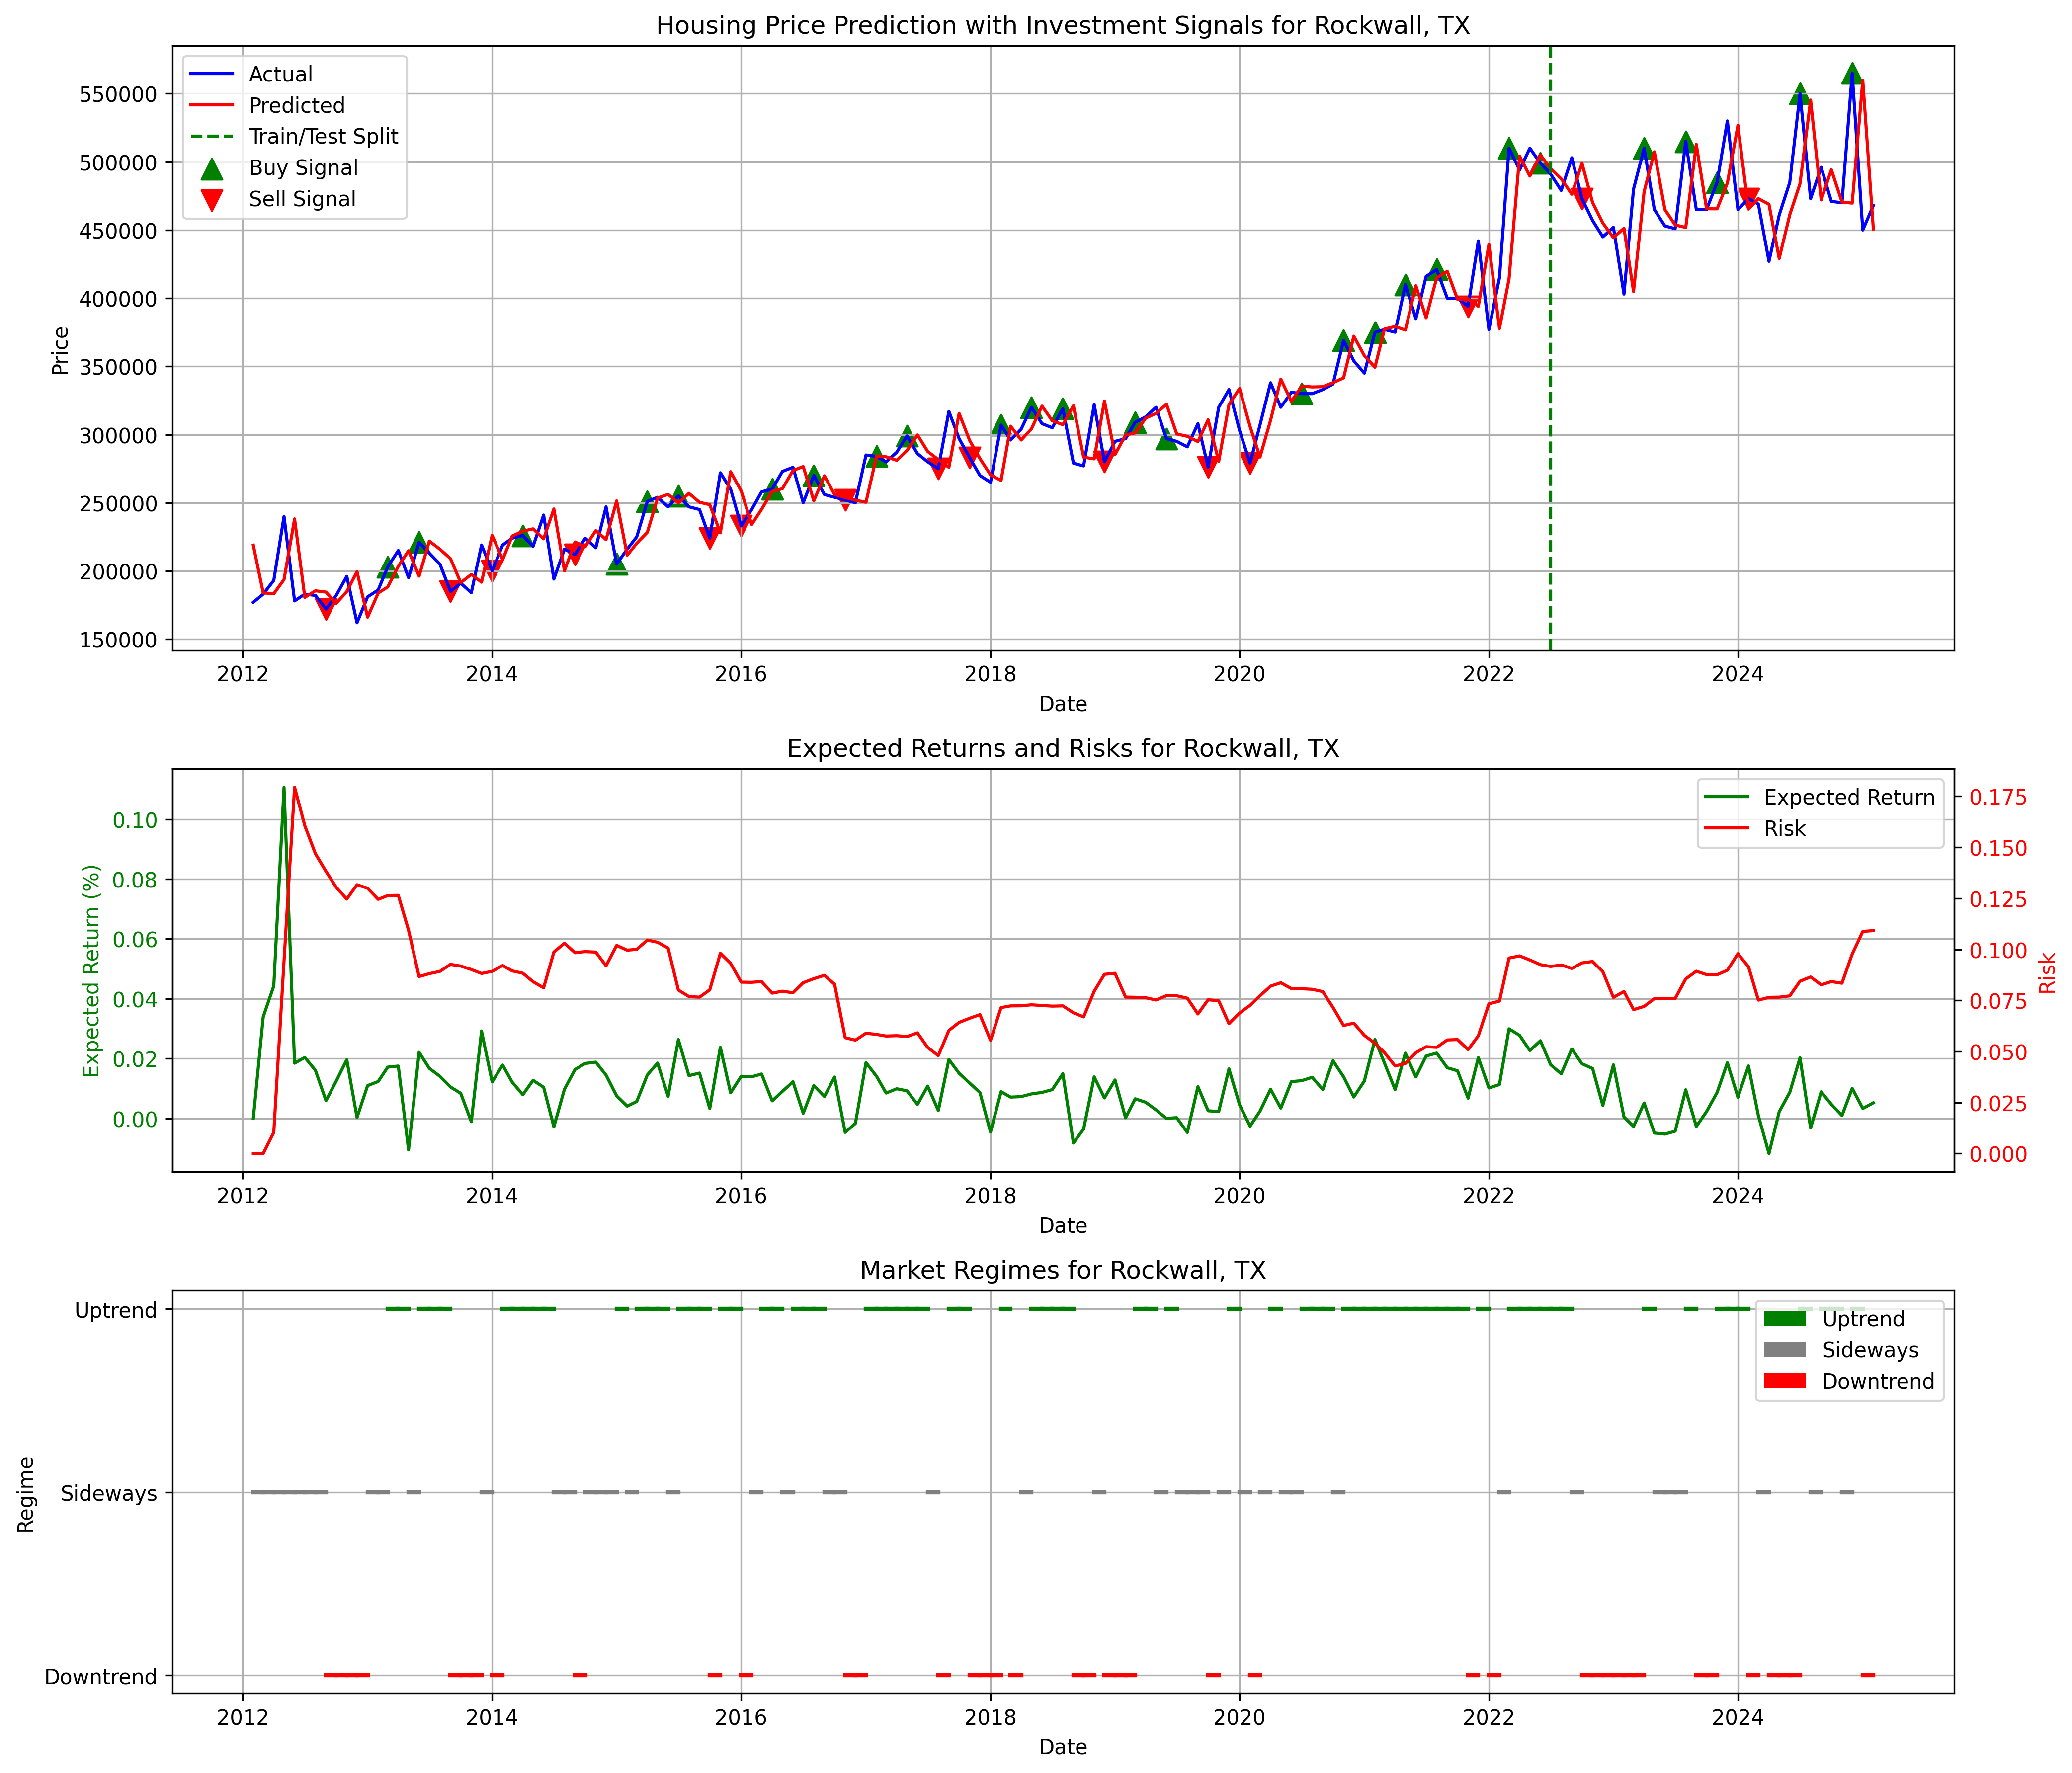 Housing Price Prediction with Investment Signals for Rockwall, TX
Actual
Predicted
Train/Test Split
Buy Signal
Sell Signal
550000
500000
450000
400000
350000
300000
250000
200000
150000
Price
2012 2014 2016 2018 2020 2022 2024
Date
Expected Returns and Risks for Rockwall, TX
Expected Return
Risk
0.10
0.08
0.06
0.04
0.02
0.00
Expected Return (%)
0.175
0.150
0.125
0.100
0.075
0.050
0.025
0.000
Risk
2012 2014 2016 2018 2020 2022 2024
Date
Market Regimes for Rockwall, TX
Uptrend
Sideways
Downtrend
Uptrend
Sideways
Downtrend
Regime
2012 2014 2016 2018 2020 2022 2024
Date